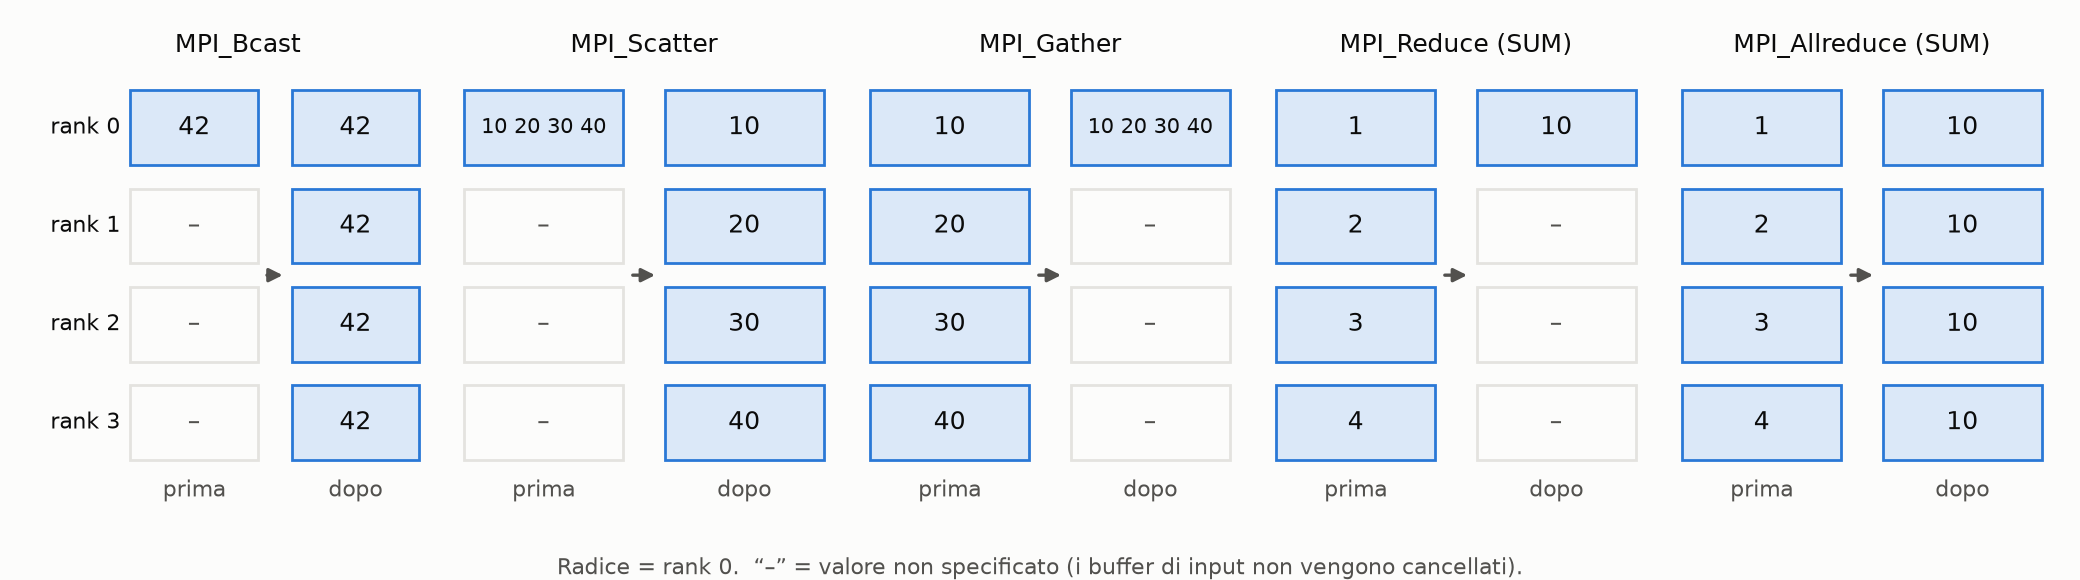 MPI_Bcast MPI_Scatter MPI_Gather MPI_Reduce (SUM) MPI_Allreduce (SUM)
rank 0 42 42 10 20 30 40 10 10 10 20 30 40 1 10 1 10
rank 1 – 42 – 20 20 – 2 – 2 10
rank 2 – 42 – 30 30 – 3 – 3 10
rank 3 – 42 – 40 40 – 4 – 4 10
prima dopo prima dopo prima dopo prima dopo prima dopo
Radice = rank 0. “–” = valore non specificato (i buffer di input non vengono cancellati).